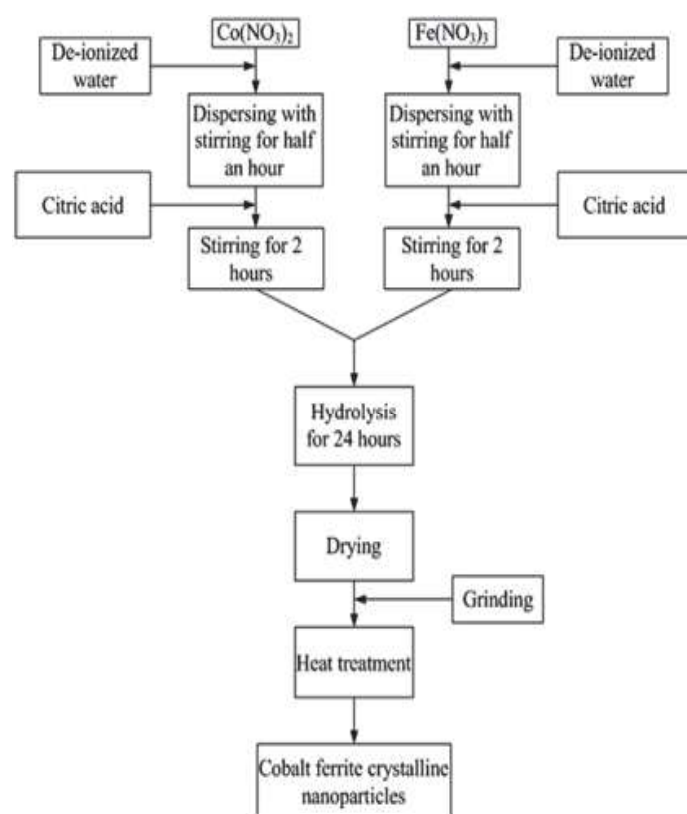 Co(NO₃)₂
Fe(NO₃)₃
De-ionized
water
De-ionized
water
Dispersing with
stirring for half
an hour
Dispersing with
stirring for half
an hour
Citric acid
Citric acid
Stirring for 2
hours
Stirring for 2
hours
Hydrolysis
for 24 hours
Drying
Grinding
Heat treatment
Cobalt ferrite crystalline
nanoparticles